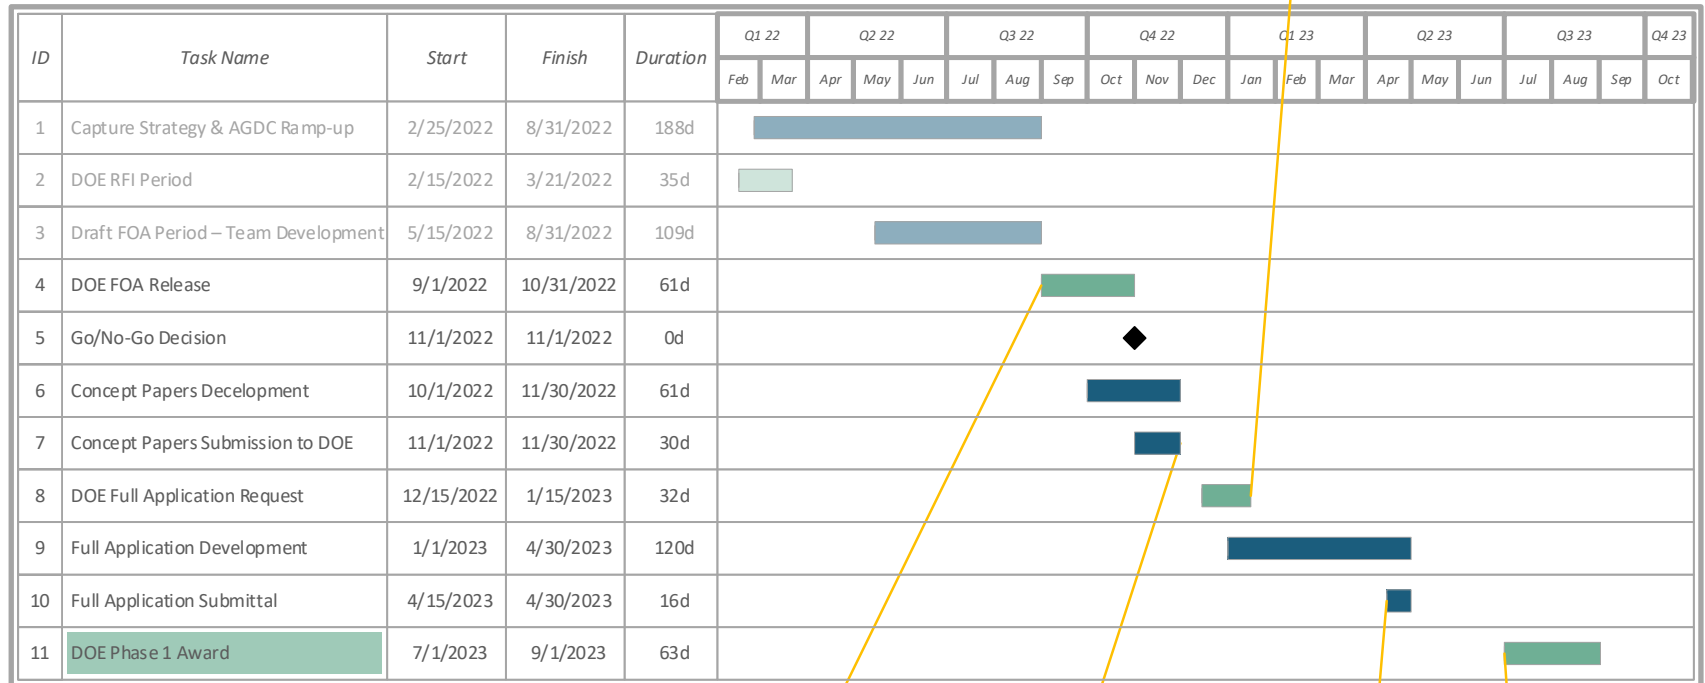 ID Task Name Start Finish Duration Q1 22 Q2 22 Q3 22 Q4 22 Q1 23 Q2 23 Q3 23 Q4 23
Feb Mar Apr May Jun Jul Aug Sep Oct Nov Dec Jan Feb Mar Apr May Jun Jul Aug Sep Oct
1 Capture Strategy & AGDC Ramp-up 2/25/2022 8/31/2022 188d
2 DOE RFI Period 2/15/2022 3/21/2022 35d
3 Draft FOA Period – Team Development 5/15/2022 8/31/2022 109d
4 DOE FOA Release 9/1/2022 10/31/2022 61d
5 Go/No-Go Decision 11/1/2022 11/1/2022 0d
6 Concept Papers Decelopment 10/1/2022 11/30/2022 61d
7 Concept Papers Submission to DOE 11/1/2022 11/30/2022 30d
8 DOE Full Application Request 12/15/2022 1/15/2023 32d
9 Full Application Development 1/1/2023 4/30/2023 120d
10 Full Application Submittal 4/15/2023 4/30/2023 16d
11 DOE Phase 1 Award 7/1/2023 9/1/2023 63d